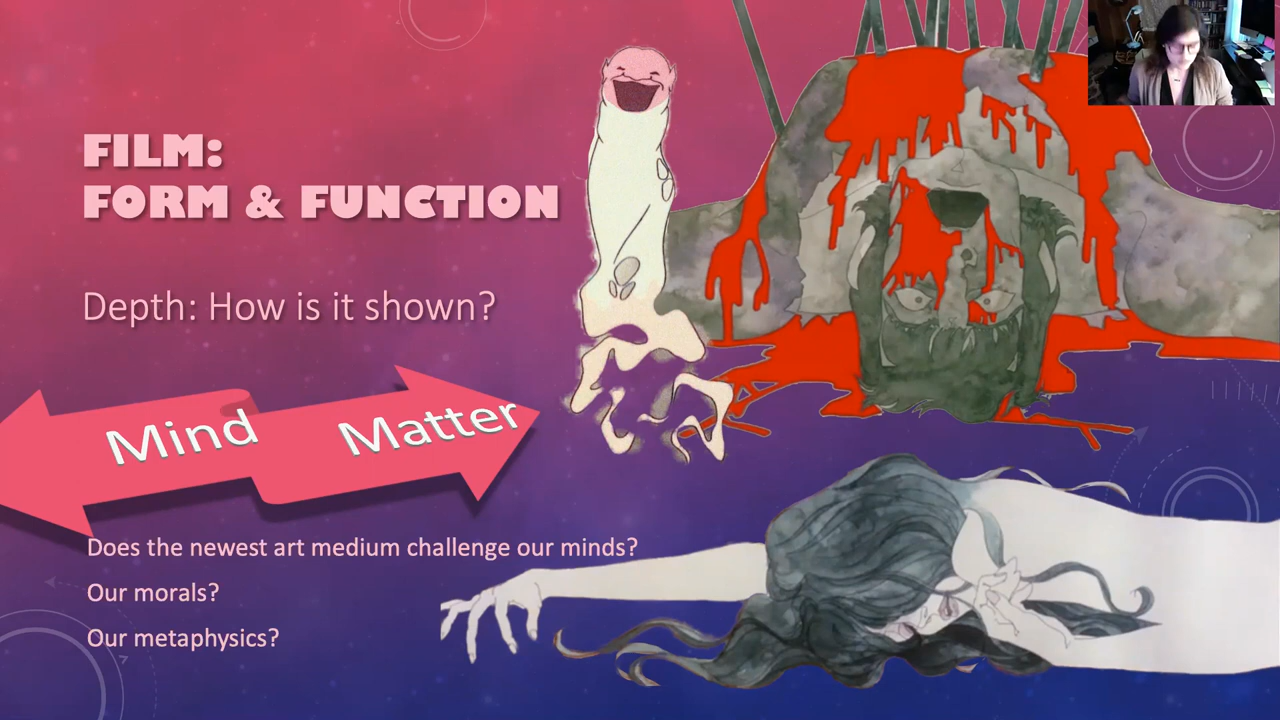 FILM:
FORM & FUNCTION
Depth: How is it shown?
Mind Matter
Does the newest art medium challenge our minds?
Our morals?
Our metaphysics?